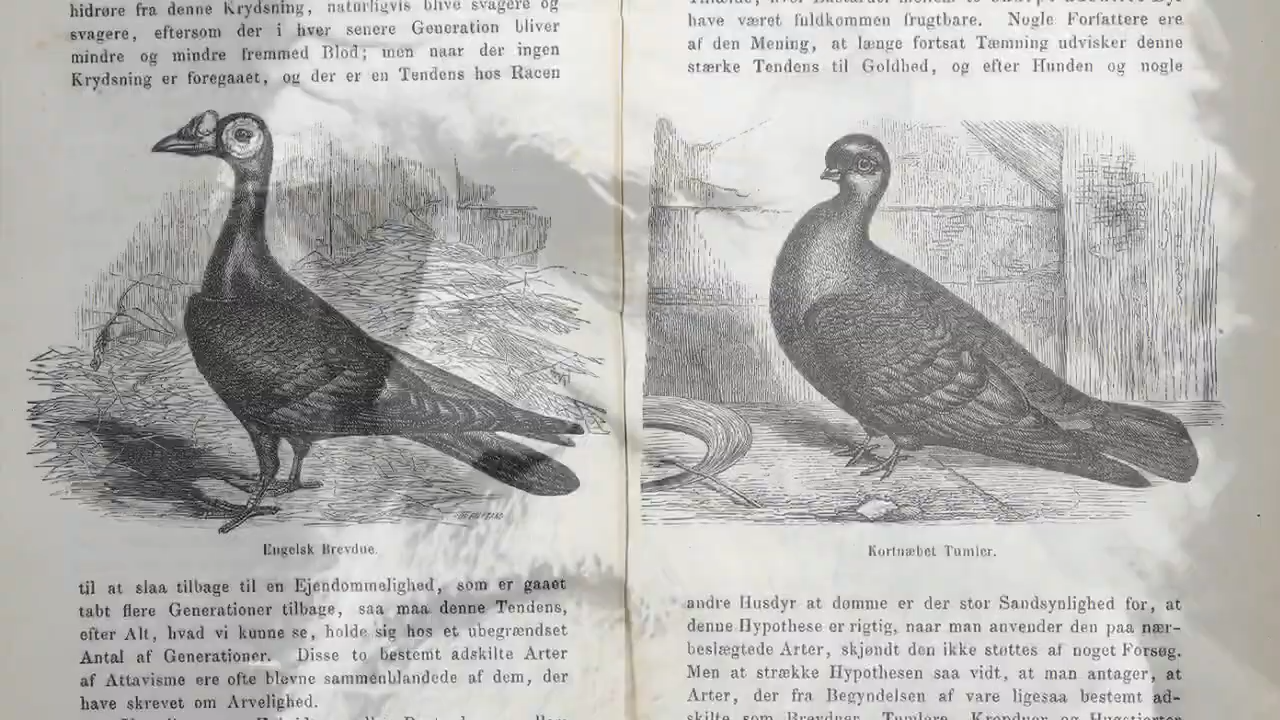 hidrøre fra denne Krydsning, naturligvis blive svagere og
svagere, eftersom der i hver senere Generation bliver
mindre og mindre fremmed Blod; men naar der ingen
Krydsning er foregaaet, og der er en Tendens hos Racen
Engelsk Brevdue.
til at slaa tilbage til en Ejendommelighed, som er gaaet
tabt flere Generationer tilbage, saa maa denne Tendens,
efter Alt, hvad vi kunne se, holde sig hos et ubegrændset
Antal af Generationer. Disse to bestemt adskilte Arter
af Attavisme ere ofte blevne sammenblandede af dem, der
have skrevet om Arvelighed.
have været fuldkommen frugtbare. Nogle Forfattere ere
af den Mening, at længe fortsat Tæmning udvisker denne
stærke Tendens til Goldhed, og efter Hunden og nogle
Kortnæbet Tumler.
andre Husdyr at dømme er der stor Sandsynlighed for, at
denne Hypothese er rigtig, naar man anvender den paa nær-
beslægtede Arter, skjøndt den ikke støttes af noget Forsøg.
Men at strække Hypothesen saa vidt, at man antager, at
Arter, der fra Begyndelsen af vare ligesaa bestemt ad-
skilte som Brevduer, Tumlere, Kropduer og Høgstjerter